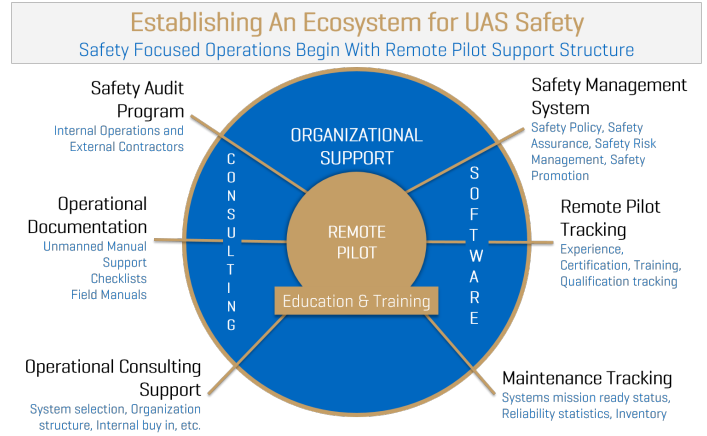 Establishing An Ecosystem for UAS Safety
Safety Focused Operations Begin With Remote Pilot Support Structure
Safety Audit
Program
Internal Operations and
External Contractors
Operational
Documentation
Unmanned Manual
Support
Checklists
Field Manuals
Operational Consulting
Support
System selection, Organization
structure, Internal buy in, etc.
ORGANIZATIONAL
SUPPORT
CONSULTING
REMOTE
PILOT
Education & Training
SOFTWARE
Safety Management
System
Safety Policy, Safety
Assurance, Safety Risk
Management, Safety
Promotion
Remote Pilot
Tracking
Experience,
Certification, Training,
Qualification tracking
Maintenance Tracking
Systems mission ready status,
Reliability statistics, Inventory